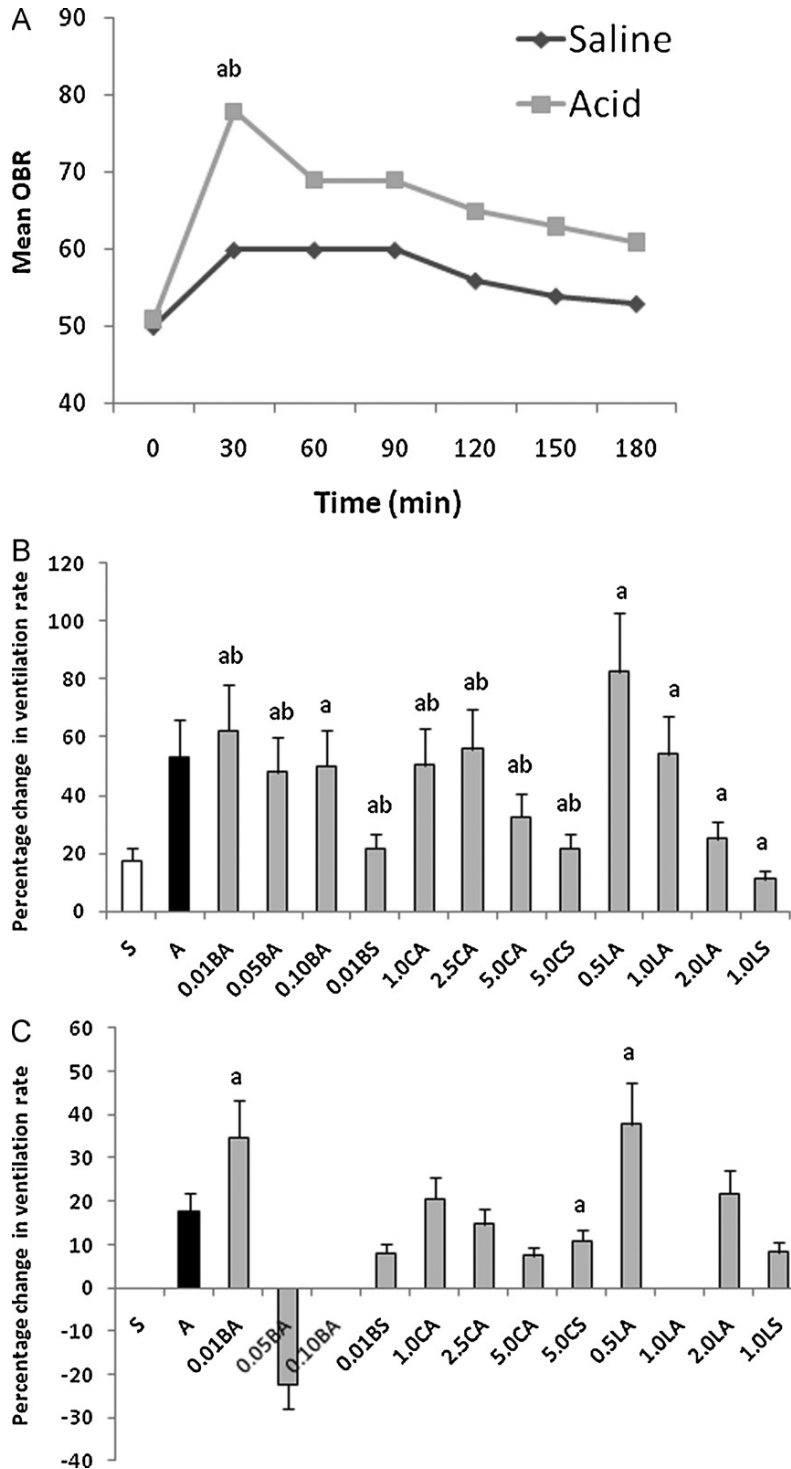 A
90
80
70
60
50
40
Mean OBR
ab
Saline
Acid
0 30 60 90 120 150 180
Time (min)
B
120
100
80
60
40
20
0
Percentage change in ventilation rate
ab
ab
a
ab
ab
ab
ab
ab
a
a
a
a
S A 0.01BA 0.05BA 0.10BA 0.01BS 1.0CA 2.5CA 5.0CA 5.0CS 0.5LA 1.0LA 2.0LA 1.0LS
C
60
50
40
30
20
10
0
-10
-20
-30
-40
Percentage change in ventilation rate
a
a
a
S A 0.01BA 0.05BA 0.10BA 0.01BS 1.0CA 2.5CA 5.0CA 5.0CS 0.5LA 1.0LA 2.0LA 1.0LS